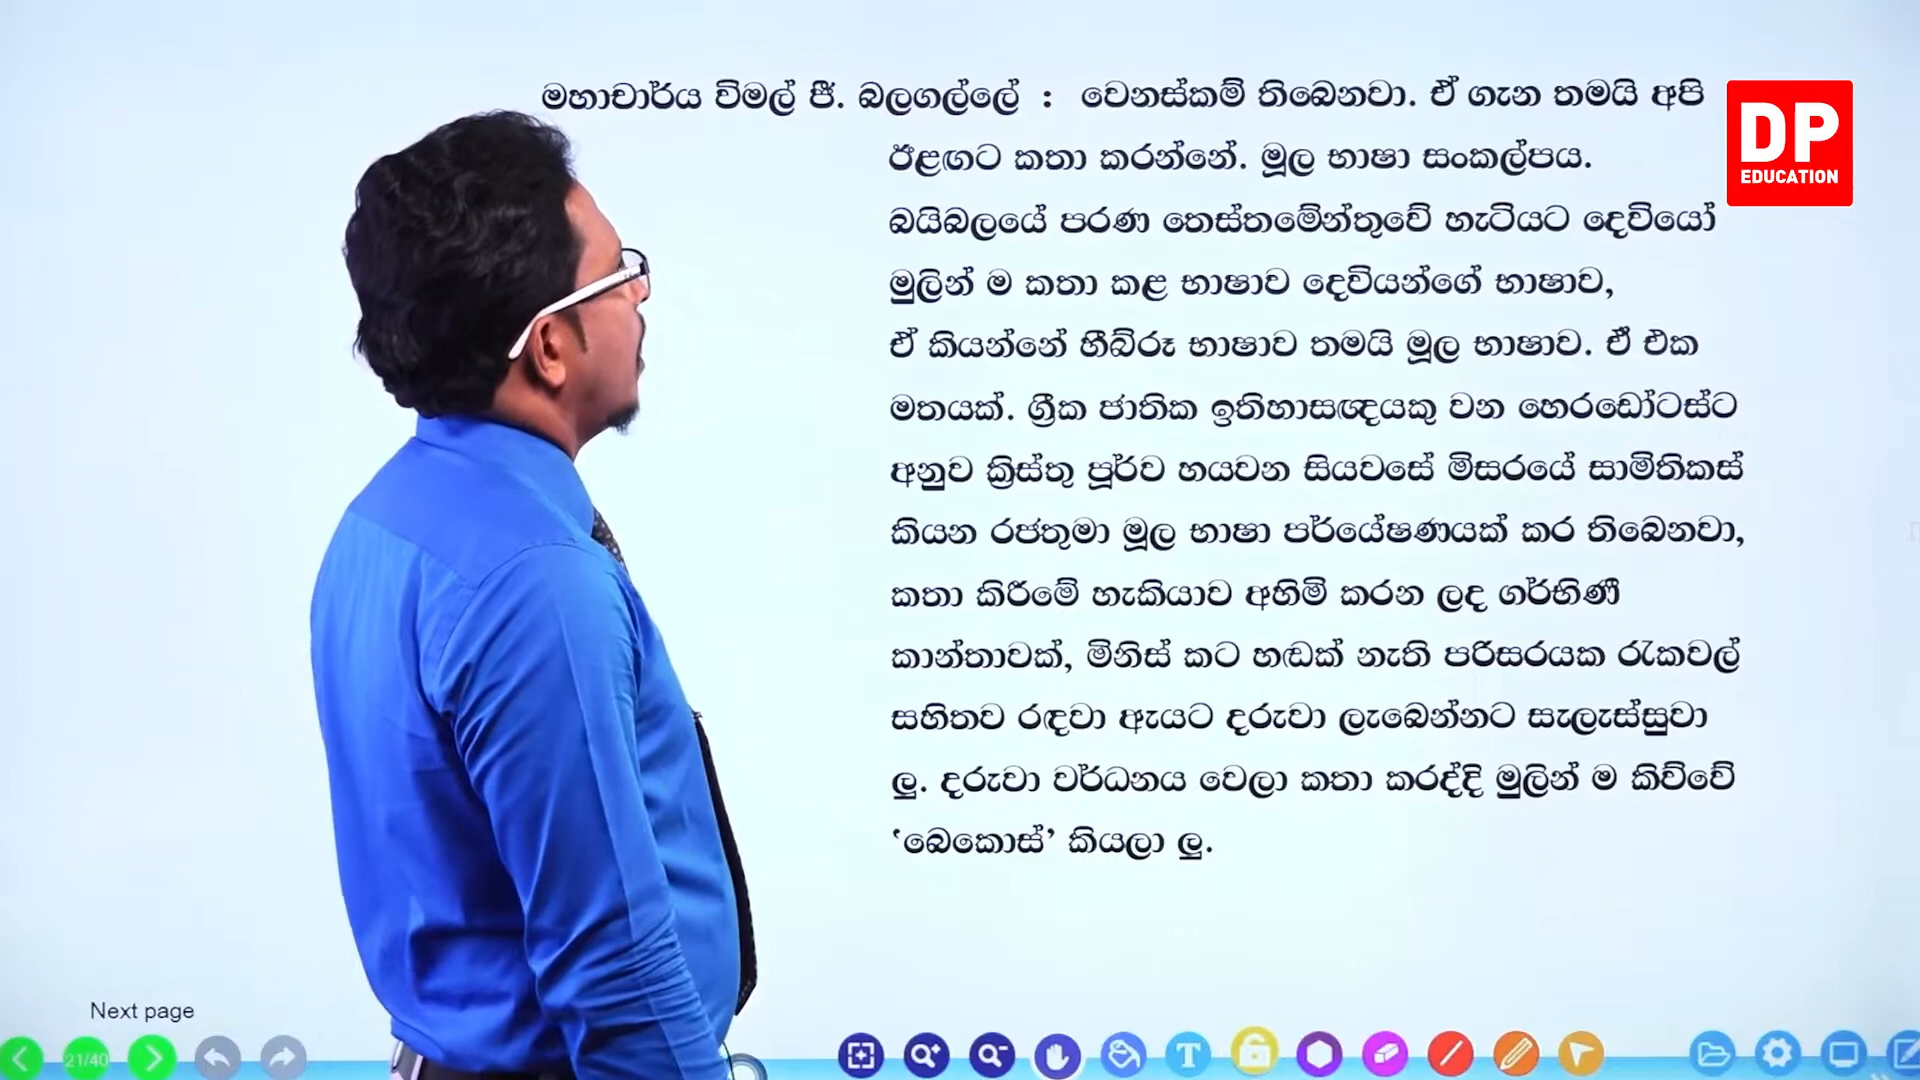 මහාචාර්ය විමල් ජී. බලගල්ලේ : වෙනස්කම් තිබෙනවා. ඒ ගැන තමයි අපි
ඊළඟට කතා කරන්නේ. මූල භාෂා සංකල්පය.
බයිබලයේ පරණ තෙස්තමේන්තුවේ හැටියට දෙවියෝ
මුලින් ම කතා කළ භාෂාව දෙවියන්ගේ භාෂාව,
ඒ කියන්නේ හීබ්රූ භාෂාව තමයි මූල භාෂාව. ඒ එක
මතයක්. ග්‍රීක ජාතික ඉතිහාසඥයකු වන හෙරඩෝටස්ට
අනුව ක්‍රිස්තු පූර්ව හයවන සියවසේ මිසරයේ සාමිතිකස්
කියන රජතුමා මූල භාෂා පර්යේෂණයක් කර තිබෙනවා,
කතා කිරීමේ හැකියාව අහිමි කරන ලද ගර්භිණී
කාන්තාවක්, මිනිස් කට හඬක් නැති පරිසරයක රැකවල්
සහිතව රඳවා ඇයට දරුවා ලැබෙන්නට සැලැස්සුවා
ලු. දරුවා වර්ධනය වෙලා කතා කරද්දි මුලින් ම කිව්වේ
‘බෙකොස්’ කියලා ලු.
DP
EDUCATION
Next page
21/40
T